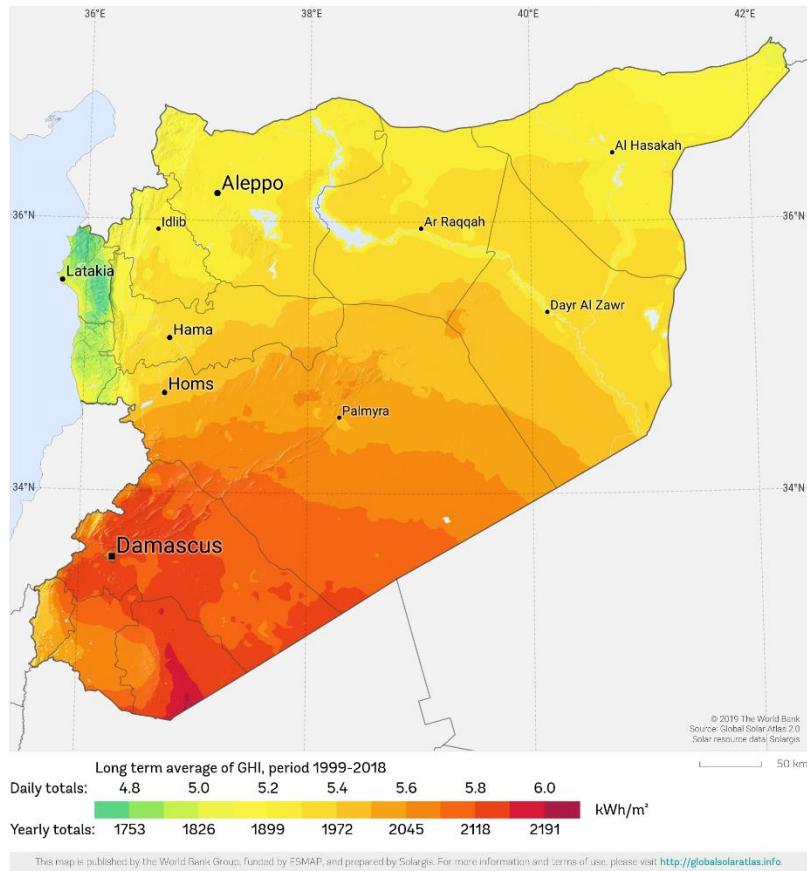 36°E 38°E 40°E 42°E
Al Hasakah
Aleppo
36°N Idlib Ar Raqqah 36°N
Latakia
Dayr Al Zawr
Hama
Homs
Palmyra
34°N 34°N
Damascus
© 2019 The World Bank
Source: Global Solar Atlas 2.0
Solar resource data: Solargis
50 km
Long term average of GHI, period 1999-2018
Daily totals: 4.8 5.0 5.2 5.4 5.6 5.8 6.0
kWh/m²
Yearly totals: 1753 1826 1899 1972 2045 2118 2191
This map is published by the World Bank Group, funded by ESMAP, and prepared by Solargis. For more information and terms of use, please visit http://globalsolaratlas.info.